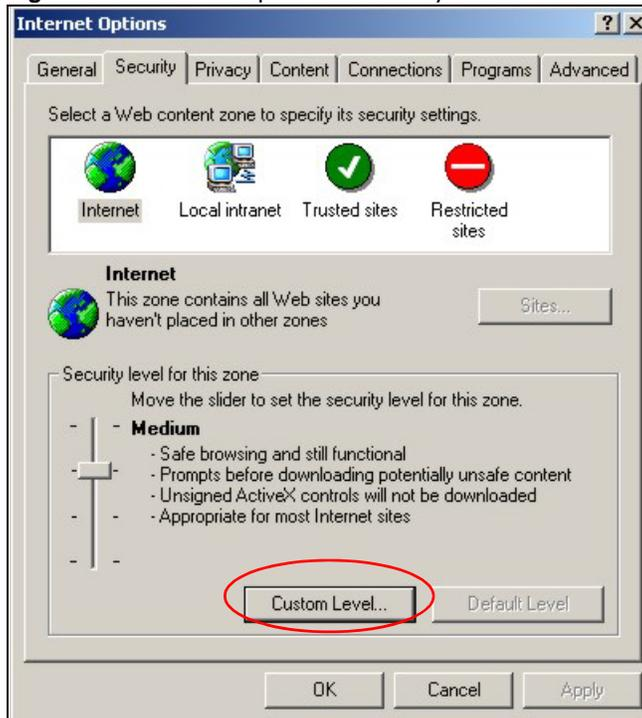 Internet Options
General Security Privacy Content Connections Programs Advanced
Select a Web content zone to specify its security settings.
Internet Local intranet Trusted sites Restricted sites
Internet
This zone contains all Web sites you
haven't placed in other zones
Sites...
Security level for this zone
Move the slider to set the security level for this zone.
Medium
- Safe browsing and still functional
- Prompts before downloading potentially unsafe content
- Unsigned ActiveX controls will not be downloaded
- Appropriate for most Internet sites
Custom Level... Default Level
OK Cancel Apply